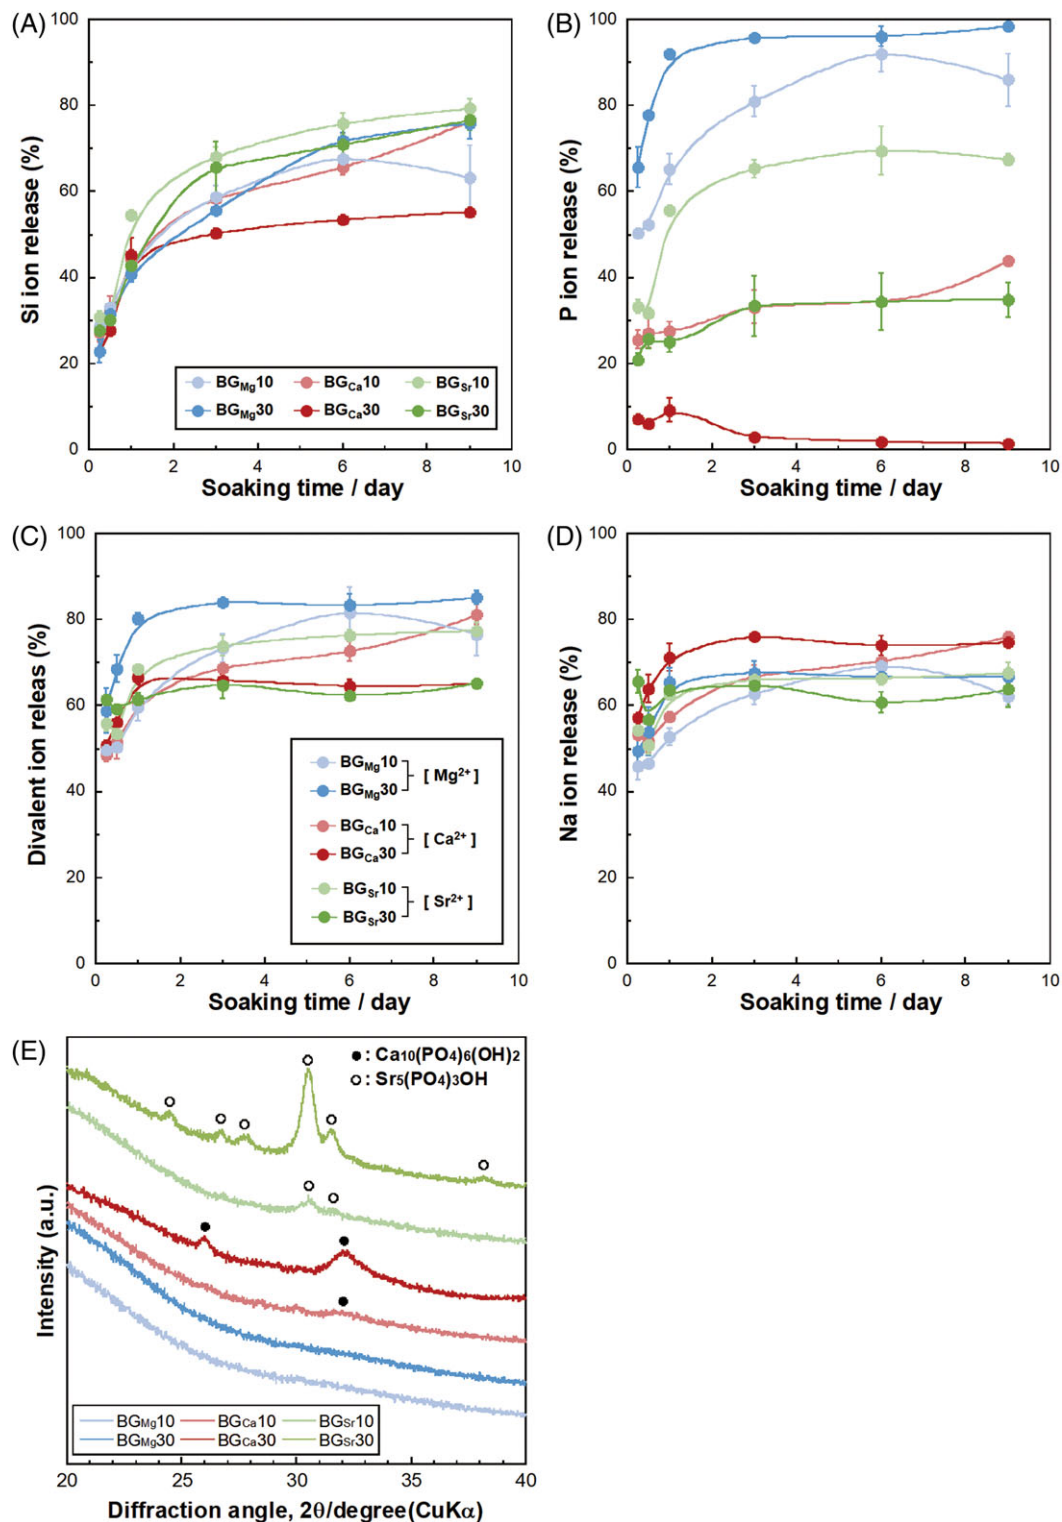 (A)
100
80
60
40
20
0
Si ion release (%)
BGMg10 BGCa10 BGSr10
BGMg30 BGCa30 BGSr30
0 2 4 6 8 10
Soaking time / day
(B)
100
80
60
40
20
0
P ion release (%)
0 2 4 6 8 10
Soaking time / day
(C)
100
80
60
40
20
0
Divalent ion releas (%)
BGMg10
BGMg30
[ Mg²⁺ ]
BGCa10
BGCa30
[ Ca²⁺ ]
BGSr10
BGSr30
[ Sr²⁺ ]
0 2 4 6 8 10
Soaking time / day
(D)
100
80
60
40
20
0
Na ion release (%)
0 2 4 6 8 10
Soaking time / day
(E)
● : Ca10(PO4)6(OH)2
○ : Sr5(PO4)3OH
Intensity (a.u.)
BGMg10 BGCa10 BGSr10
BGMg30 BGCa30 BGSr30
20 25 30 35 40
Diffraction angle, 2θ/degree(CuKα)